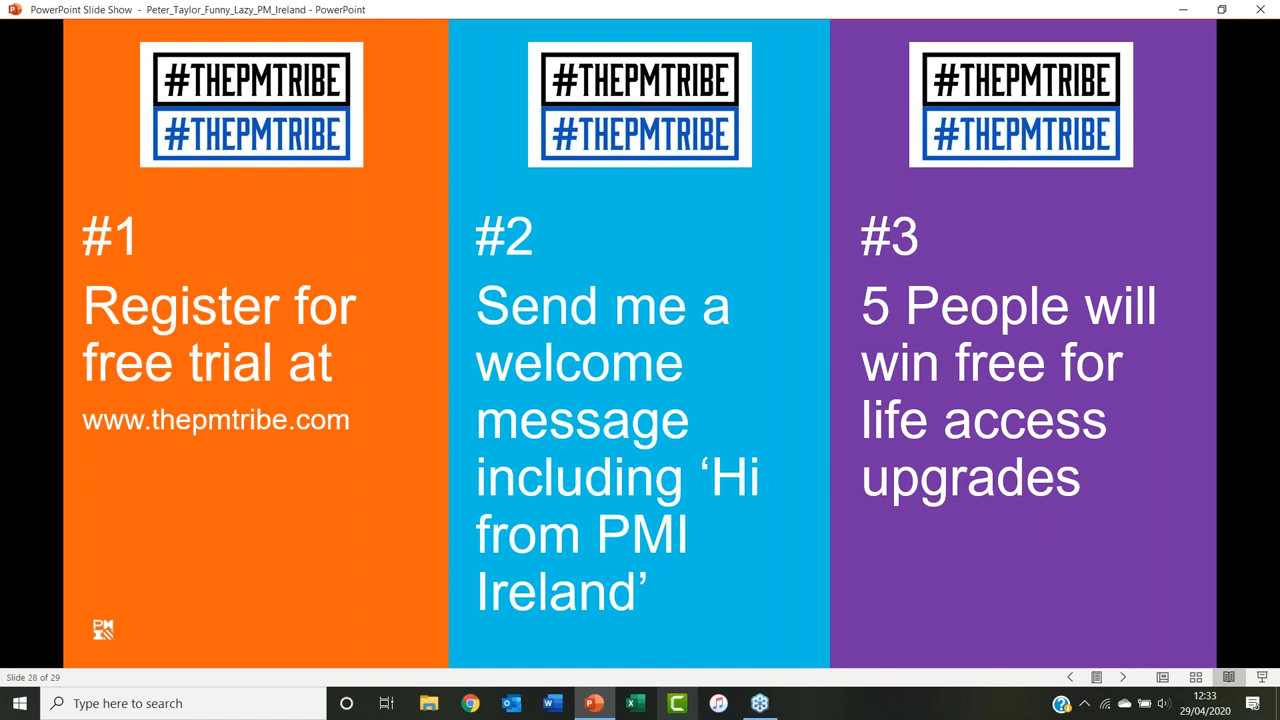 PowerPoint Slide Show - Peter_Taylor_Funny_Lazy_PM_Ireland - PowerPoint
#THEPMTRIBE
#THEPMTRIBE
#1
Register for
free trial at
www.thepmtribe.com
#THEPMTRIBE
#THEPMTRIBE
#2
Send me a
welcome
message
including ‘Hi
from PMI
Ireland’
#THEPMTRIBE
#THEPMTRIBE
#3
5 People will
win free for
life access
upgrades
Slide 28 of 29
Type here to search
12:33
29/04/2020